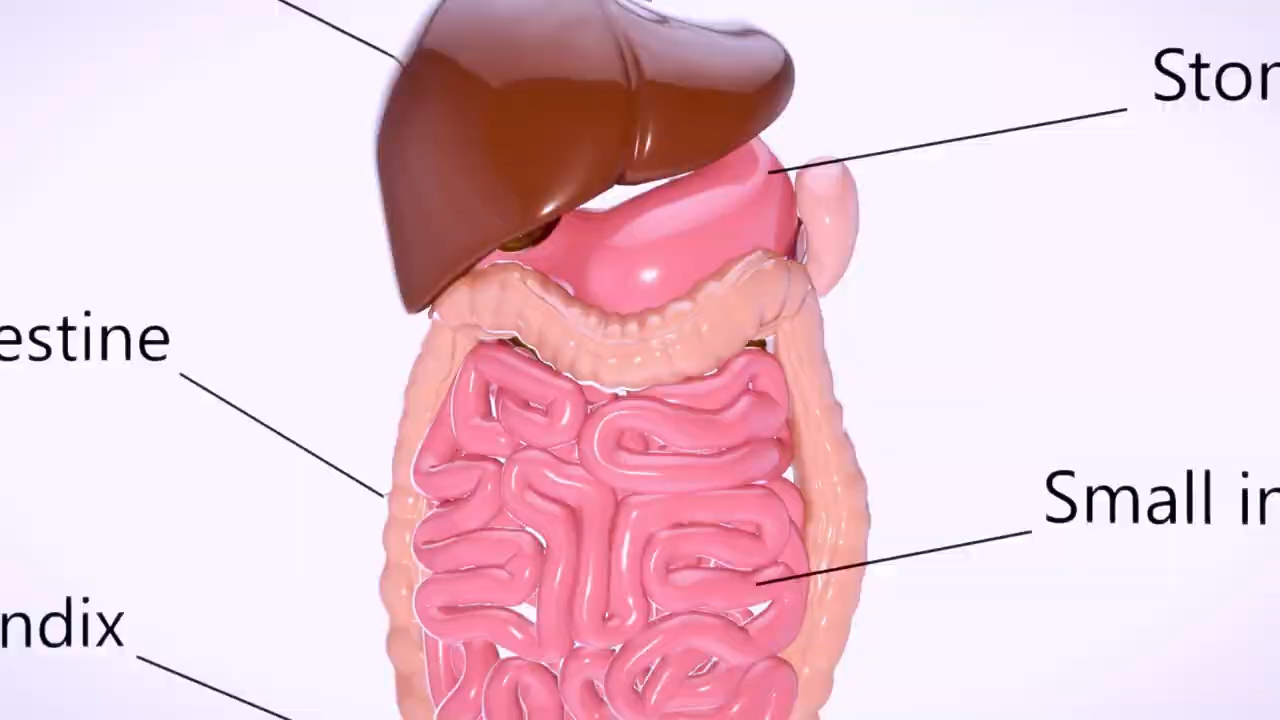 Stor
estine
Small in
ndix